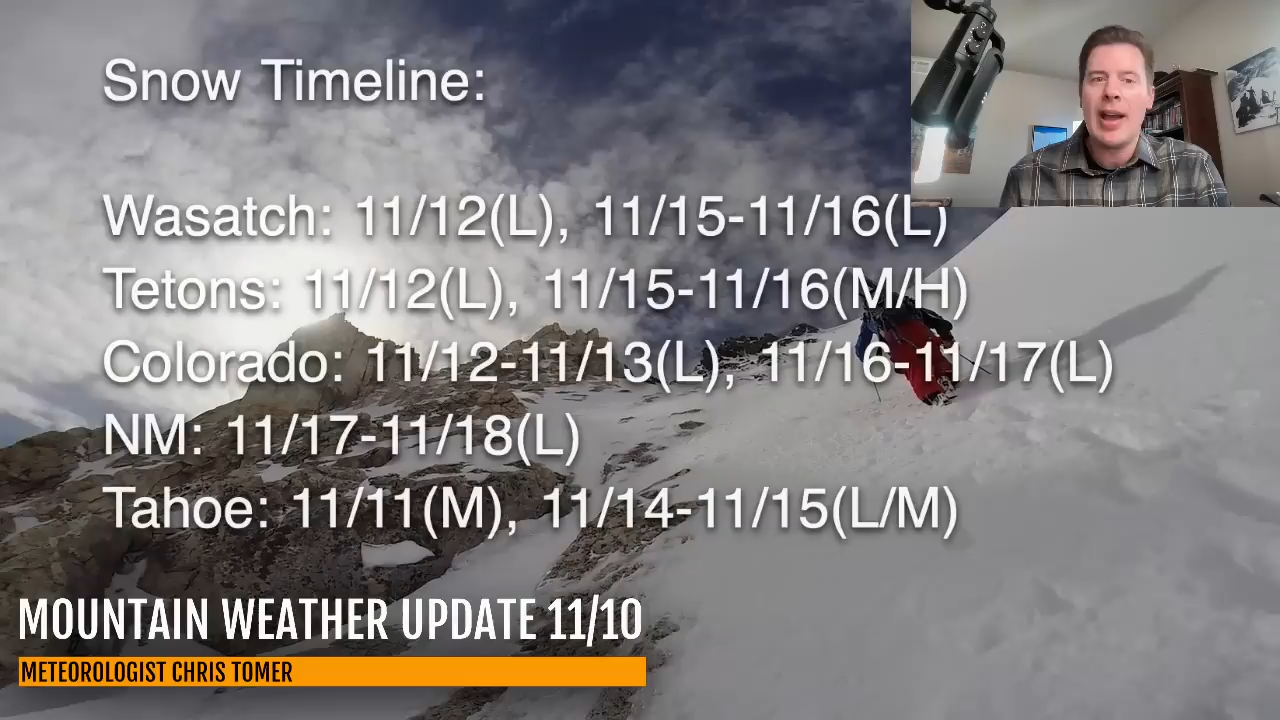 Snow Timeline:
Wasatch: 11/12(L), 11/15-11/16(L)
Tetons: 11/12(L), 11/15-11/16(M/H)
Colorado: 11/12-11/13(L), 11/16-11/17(L)
NM: 11/17-11/18(L)
Tahoe: 11/11(M), 11/14-11/15(L/M)
MOUNTAIN WEATHER UPDATE 11/10
METEOROLOGIST CHRIS TOMER